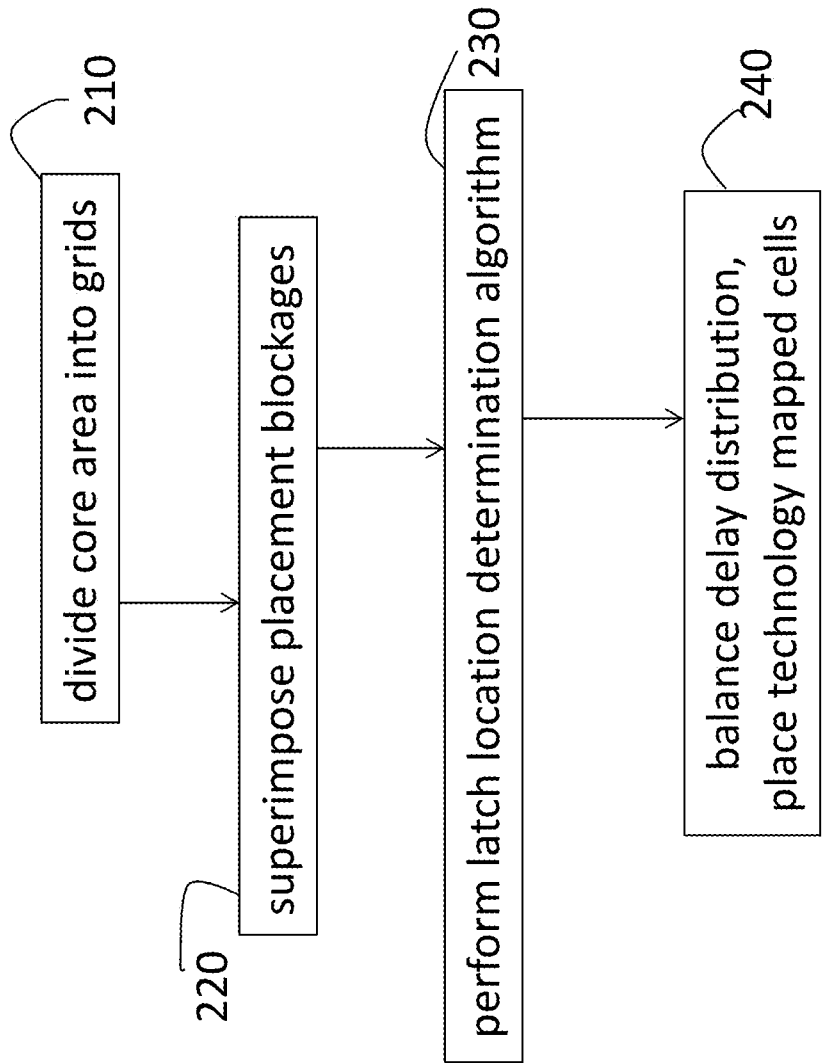 210
divide core area into grids
220
superimpose placement blockages
230
perform latch location determination algorithm
240
balance delay distribution,
place technology mapped cells